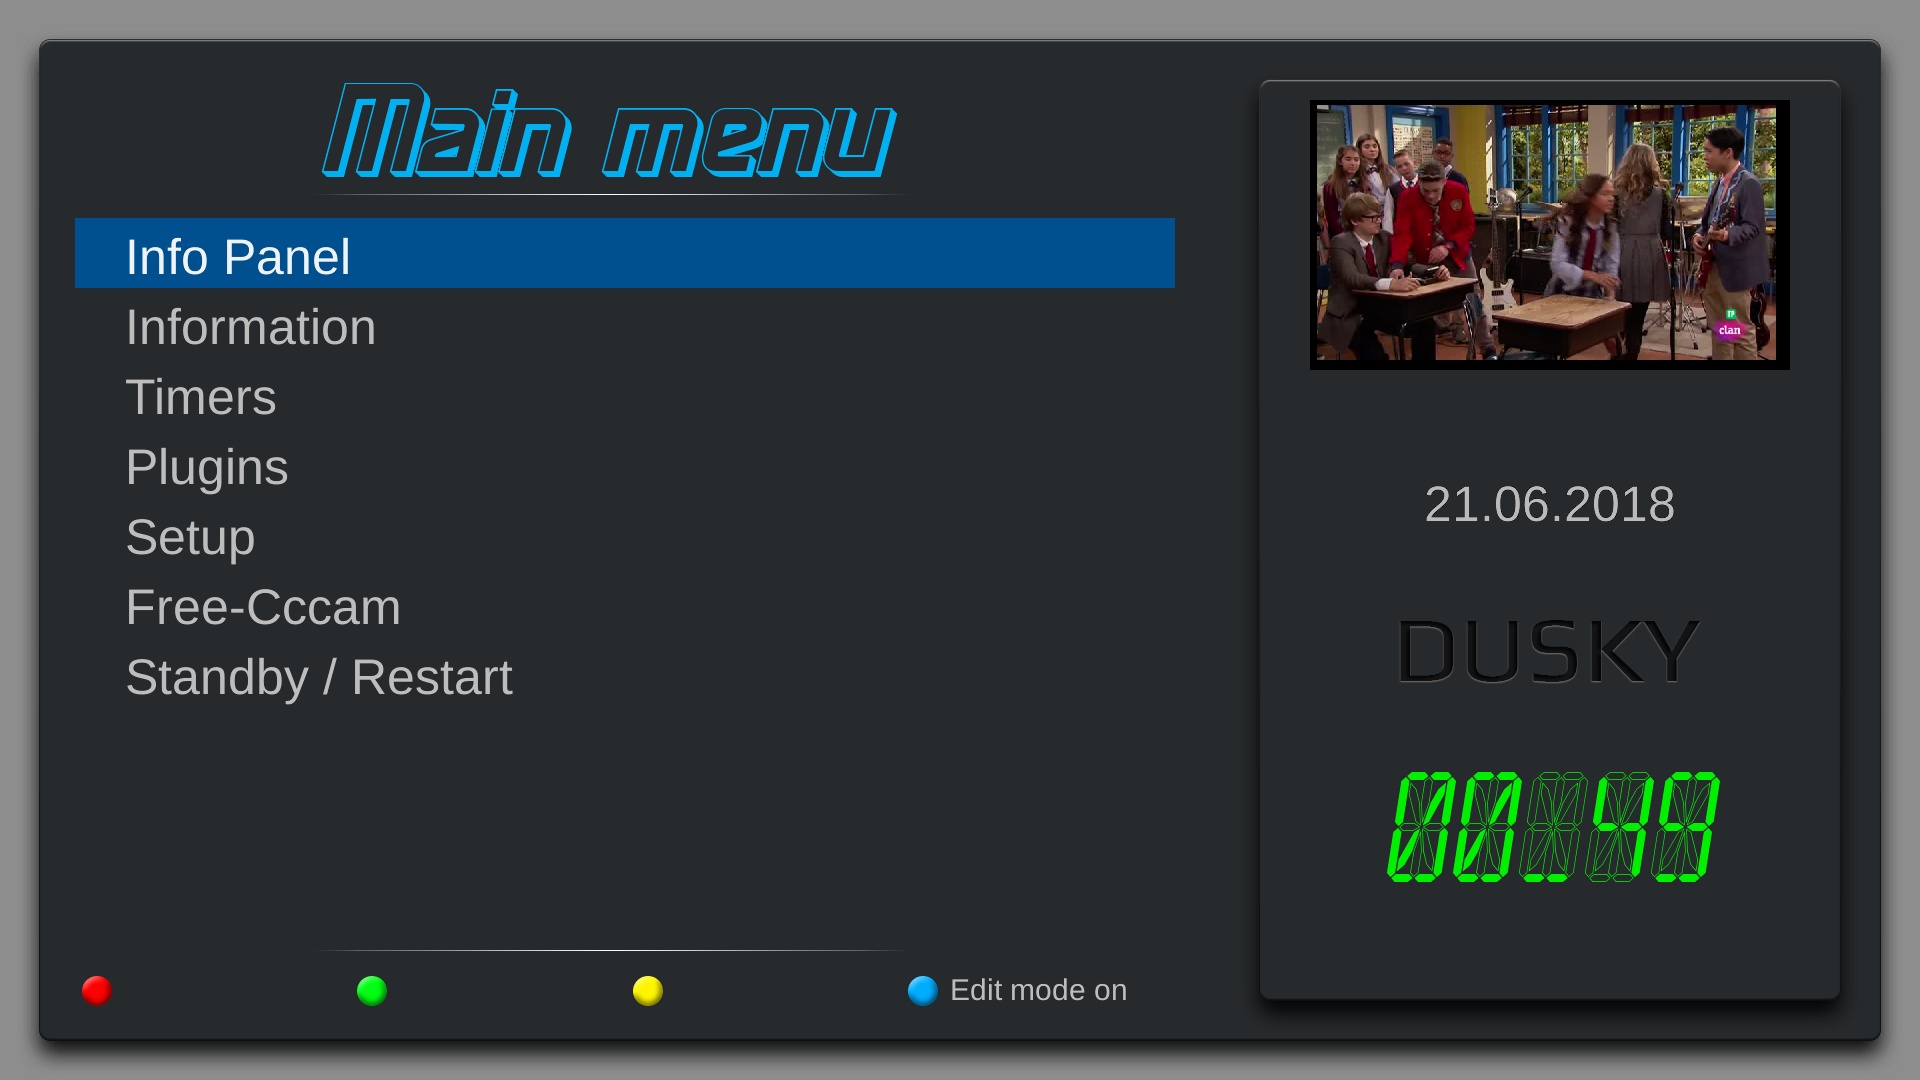 Main menu
Info Panel
Information
Timers
Plugins
Setup
Free-Cccam
Standby / Restart
Edit mode on
clan
21.06.2018
DUSKY
00:49